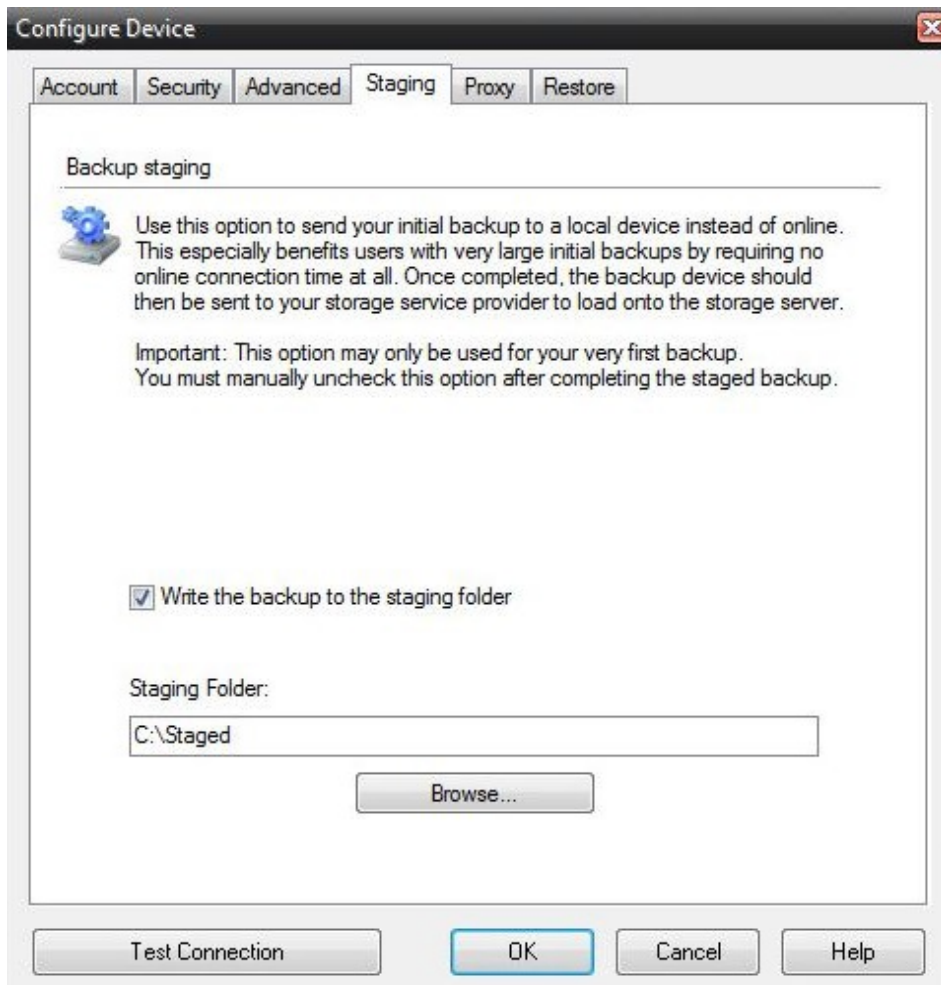 Configure Device
Account Security Advanced Staging Proxy Restore
Backup staging
Use this option to send your initial backup to a local device instead of online.
This especially benefits users with very large initial backups by requiring no
online connection time at all. Once completed, the backup device should
then be sent to your storage service provider to load onto the storage server.
Important: This option may only be used for your very first backup.
You must manually uncheck this option after completing the staged backup.
Write the backup to the staging folder
Staging Folder:
C:\Staged
Browse...
Test Connection OK Cancel Help